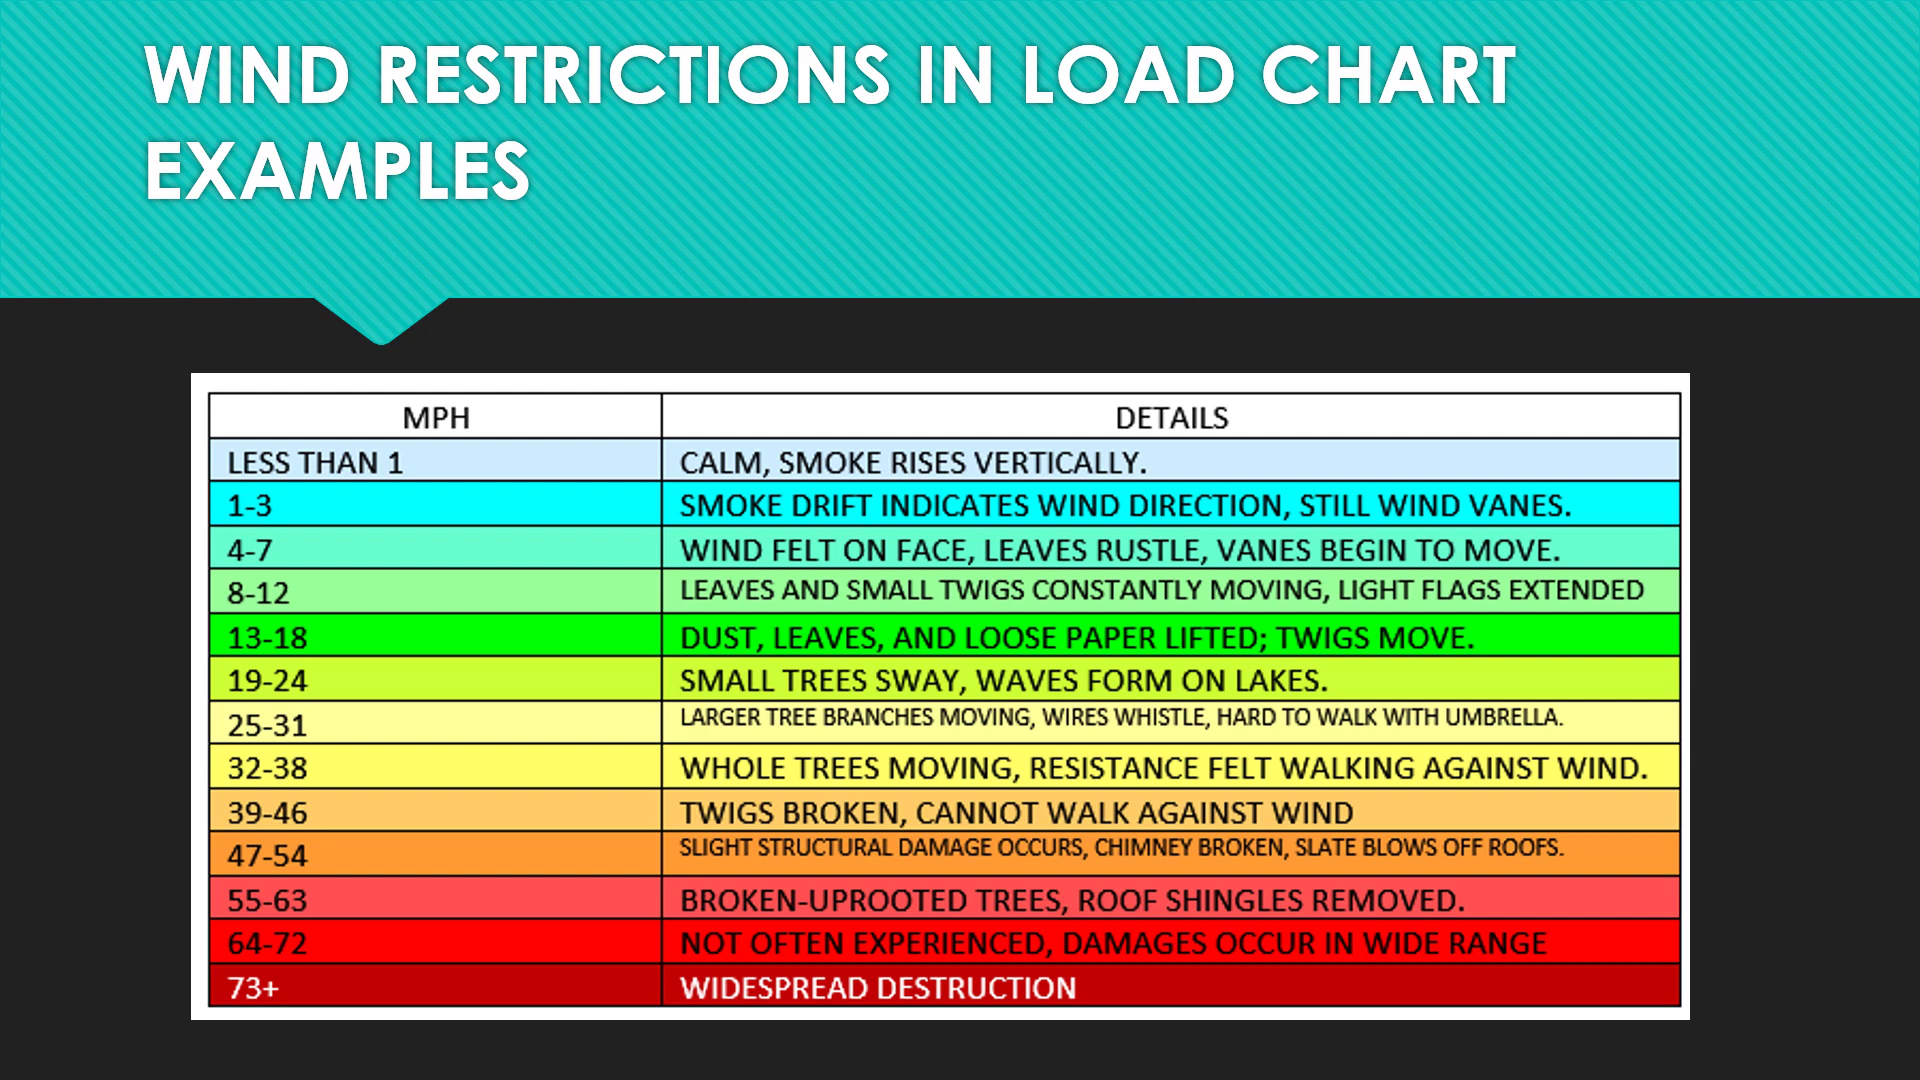 WIND RESTRICTIONS IN LOAD CHART
EXAMPLES
MPH DETAILS
LESS THAN 1 CALM, SMOKE RISES VERTICALLY.
1-3 SMOKE DRIFT INDICATES WIND DIRECTION, STILL WIND VANES.
4-7 WIND FELT ON FACE, LEAVES RUSTLE, VANES BEGIN TO MOVE.
8-12 LEAVES AND SMALL TWIGS CONSTANTLY MOVING, LIGHT FLAGS EXTENDED
13-18 DUST, LEAVES, AND LOOSE PAPER LIFTED; TWIGS MOVE.
19-24 SMALL TREES SWAY, WAVES FORM ON LAKES.
25-31 LARGER TREE BRANCHES MOVING, WIRES WHISTLE, HARD TO WALK WITH UMBRELLA.
32-38 WHOLE TREES MOVING, RESISTANCE FELT WALKING AGAINST WIND.
39-46 TWIGS BROKEN, CANNOT WALK AGAINST WIND
47-54 SLIGHT STRUCTURAL DAMAGE OCCURS, CHIMNEY BROKEN, SLATE BLOWS OFF ROOFS.
55-63 BROKEN-UPROOTED TREES, ROOF SHINGLES REMOVED.
64-72 NOT OFTEN EXPERIENCED, DAMAGES OCCUR IN WIDE RANGE
73+ WIDESPREAD DESTRUCTION